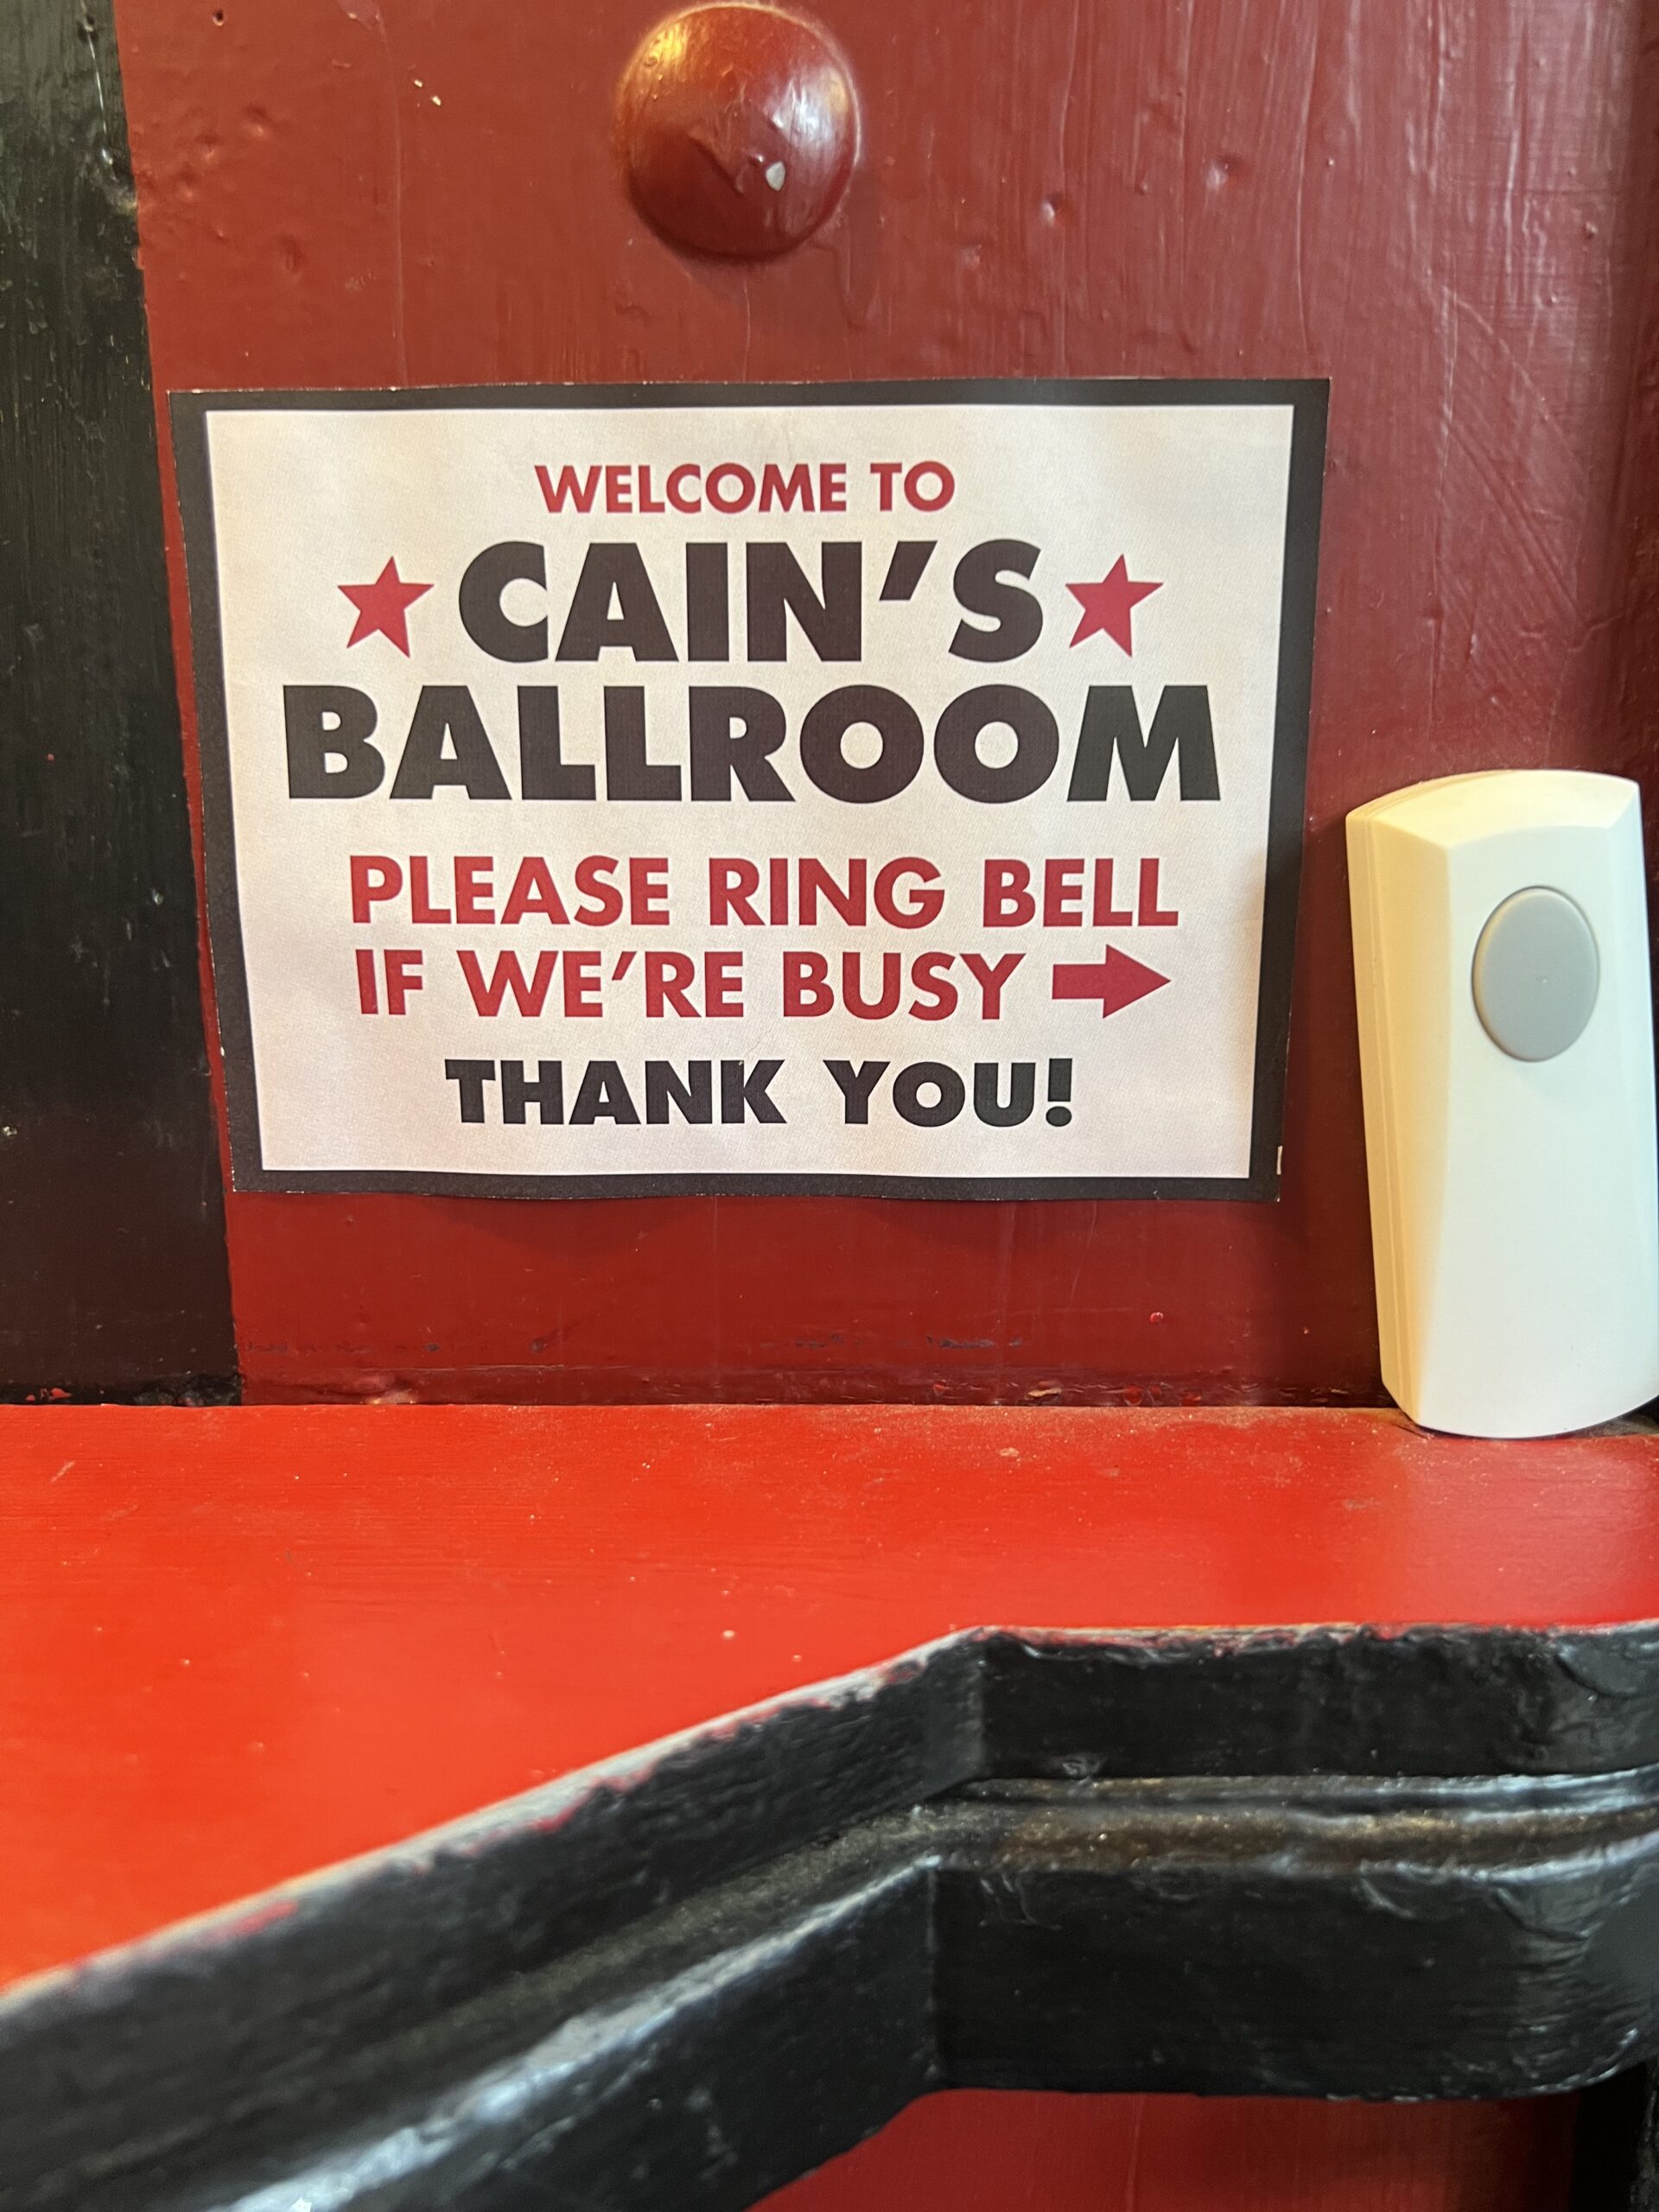 WELCOME TO
CAIN'S
BALLROOM
PLEASE RING BELL
IF WE'RE BUSY
THANK YOU!